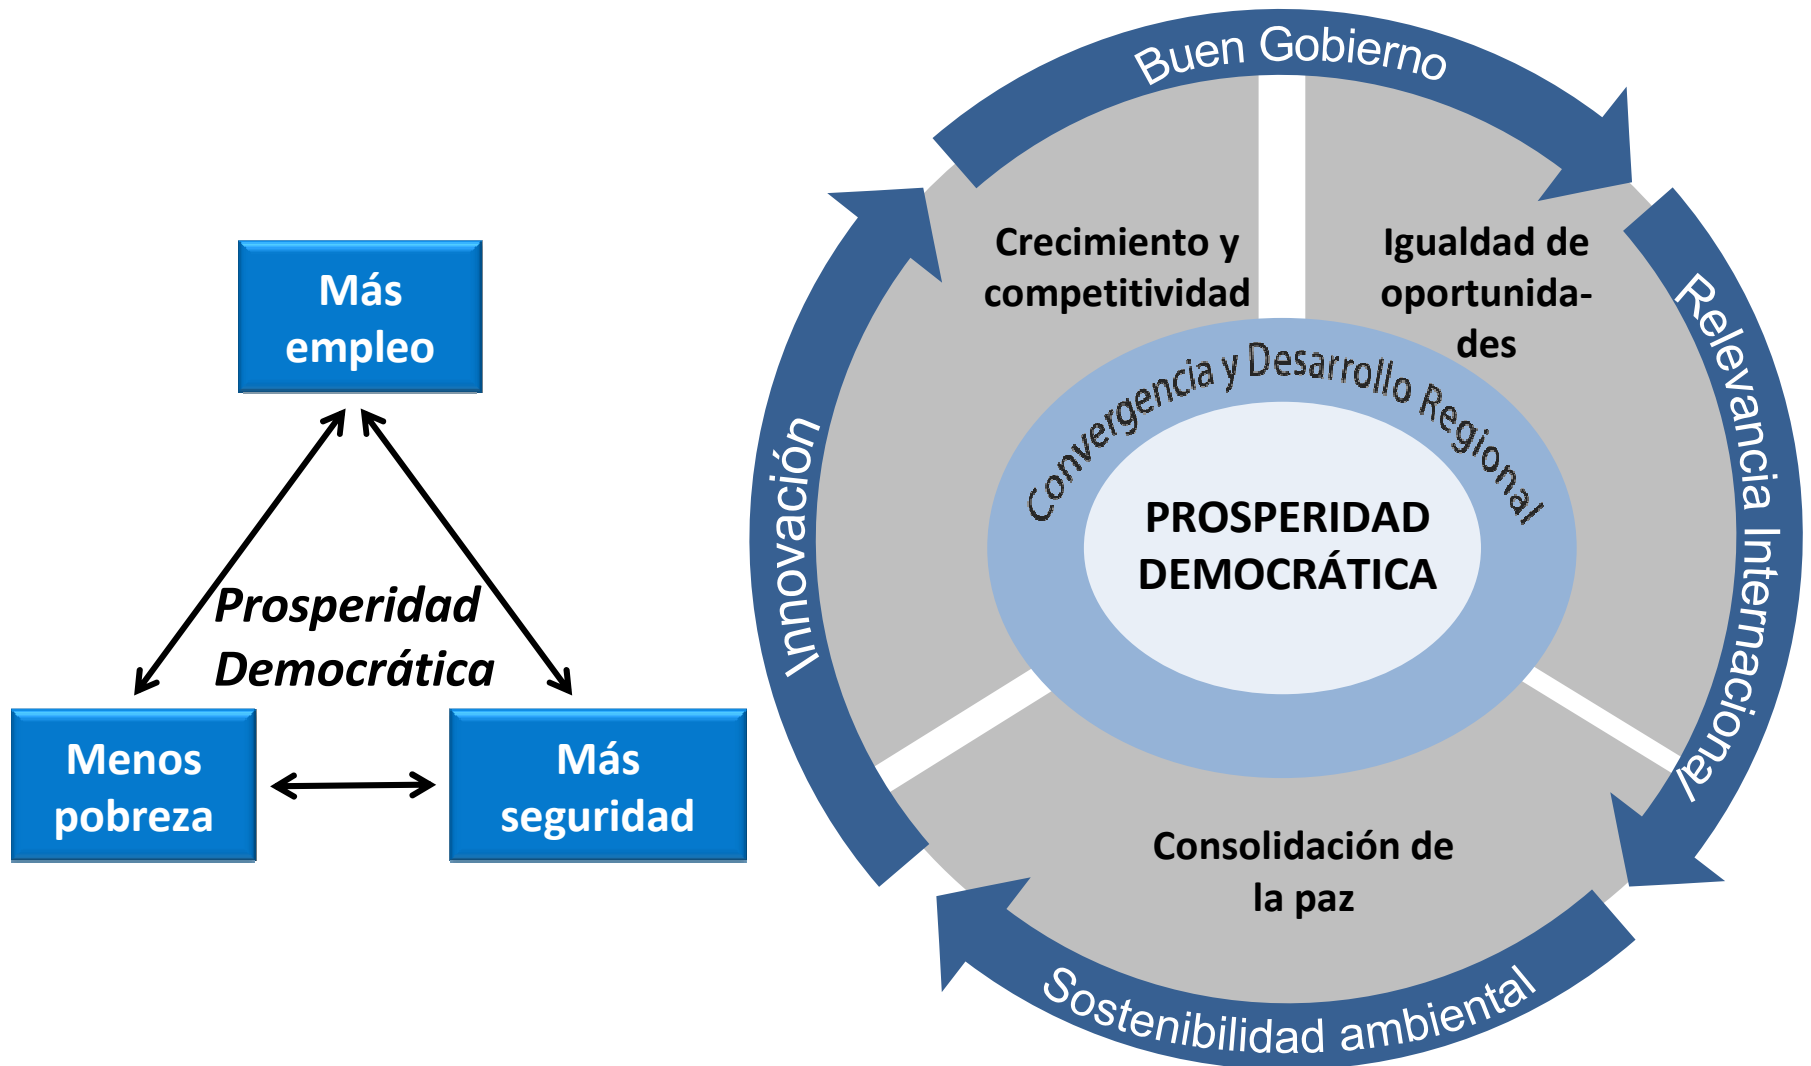 Más
empleo
Prosperidad
Democrática
Menos
pobreza
Más
seguridad
Buen Gobierno
Relevancia Internacional
Sostenibilidad ambiental
Innovación
Crecimiento y
competitividad
Igualdad de
oportunida-
des
Convergencia y Desarrollo Regional
PROSPERIDAD
DEMOCRÁTICA
Consolidación de
la paz